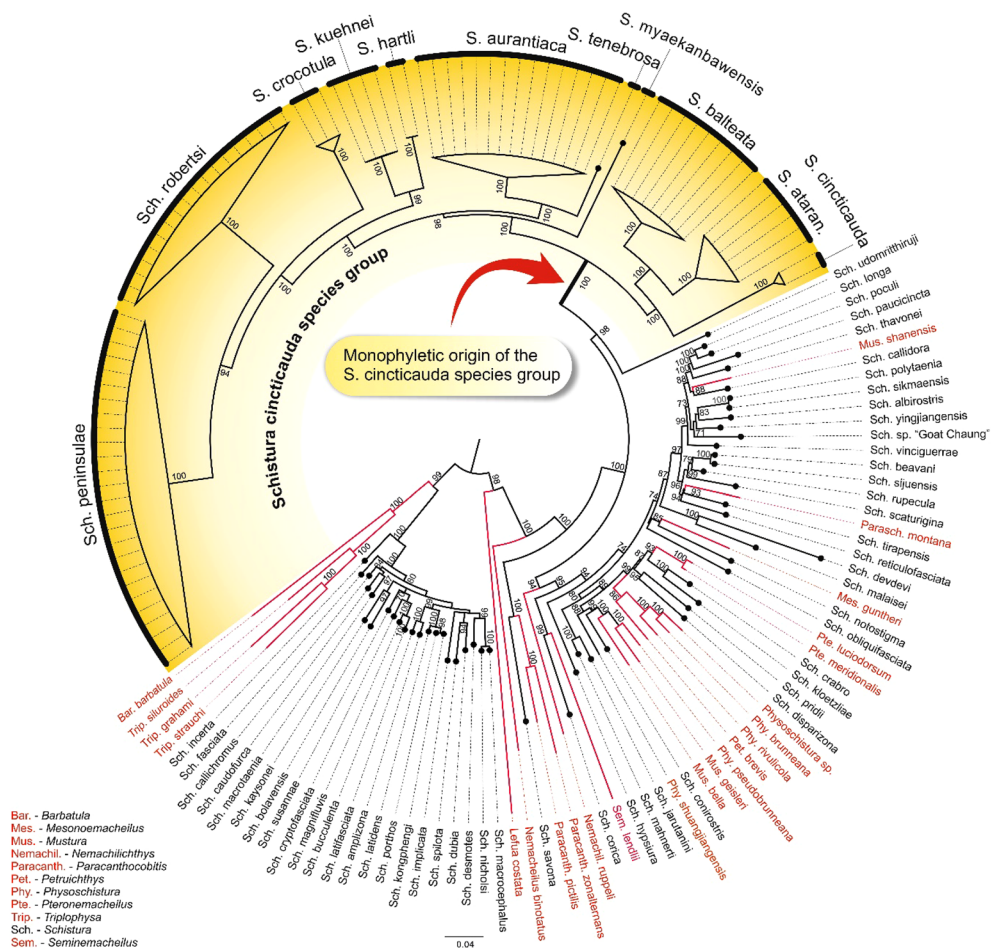 S. kuehnei
S. hartli
S. aurantiaca
S. tenebrosa
S. myaekanbawensis
S. crocotula
S. balteata
Sch. robertsi
S. ataran.
S. cincticauda
Sch. peninsulae
Schistura cincticauda species group
Monophyletic origin of the
S. cincticauda species group
Sch. udomritthiruji
Sch. longa
Sch. poculi
Sch. paucicincta
Sch. thavonei
Mus. shanensis
Sch. callidora
Sch. polytaenia
Sch. sikmaensis
Sch. albirostris
Sch. yingjiangensis
Sch. sp. "Goat Chaung"
Sch. vinciguerrae
Sch. beavani
Sch. sijuensis
Sch. rupecula
Sch. scaturigina
Parasch. montana
Sch. tirapensis
Sch. reticulofasciata
Sch. devdevi
Sch. malaisei
Mes. guntheri
Sch. notostigma
Sch. obliquifasciata
Pte. luciodorsum
Pte. meridionalis
Sch. crabro
Sch. kloetzliae
Sch. pridii
Sch. disparizona
Physoschistura sp.
Phy. brunneana
Phy. rivulicola
Phy. pseudobrunneana
Pet. brevis
Mus. geisleri
Mus. bella
Phy. shuangjiangensis
Sch. conirostris
Sch. jarutanini
Sch. mahnerti
Sch. hypsiura
Sem. lendlii
Sch. corica
Nemachil. ruppeli
Paracanth. zonalternans
Paracanth. pictilis
Sch. savona
Nemacheilus binotatus
Lefua costata
Sch. macrocephalus
Sch. nicholsi
Sch. desmotes
Sch. dubia
Sch. spilota
Sch. implicata
Sch. kongphengi
Sch. porthos
Sch. latidens
Sch. amplizona
Sch. latifasciata
Sch. bucculenta
Sch. magnifluvis
Sch. cryptofasciata
Sch. susannae
Sch. bolavensis
Sch. kaysonei
Sch. macrotaenia
Sch. caudofurca
Sch. callichromus
Sch. fasciata
Sch. incerta
Trip. strauchi
Trip. grahami
Trip. siluroides
Bar. barbatula
Bar. - Barbatula
Mes. - Mesonoemacheilus
Mus. - Mustura
Nemachil. - Nemachilichthys
Paracanth. - Paracanthocobitis
Pet. - Petruichthys
Phy. - Physoschistura
Pte. - Pteronemacheilus
Trip. - Triplophysa
Sch. - Schistura
Sem. - Seminemacheilus
0.04